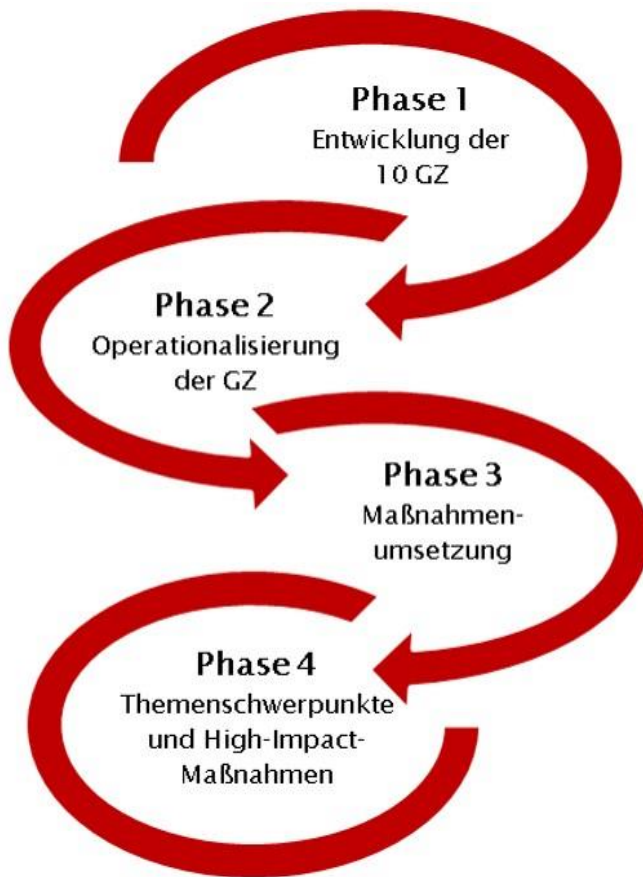 Phase 1
Entwicklung der
10 GZ
Phase 2
Operationalisierung
der GZ
Phase 3
Maßnahmen-
umsetzung
Phase 4
Themenschwerpunkte
und High-Impact-
Maßnahmen